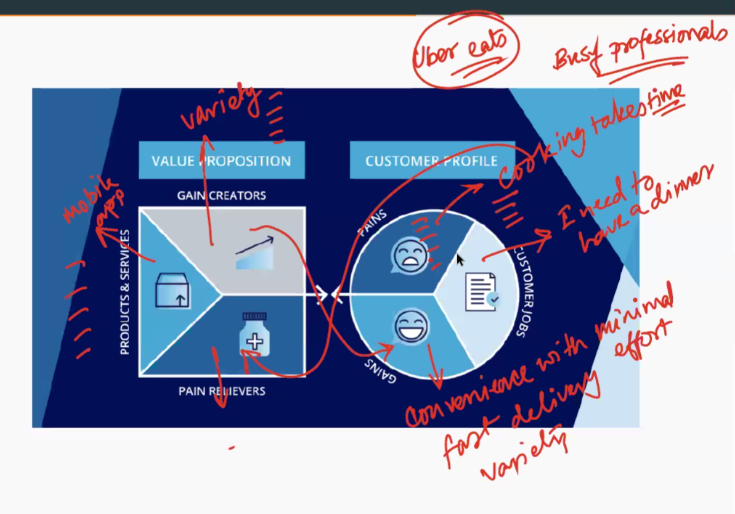 Uber eats
Busy professionals
variety
Cooking takes time
VALUE PROPOSITION
CUSTOMER PROFILE
mobile
app
GAIN CREATORS
I need to
have a dinner
PAINS
PRODUCTS & SERVICES
CUSTOMER JOBS
GAINS
PAIN RELIEVERS
Convenience with minimal
effort
fast delivery
variety